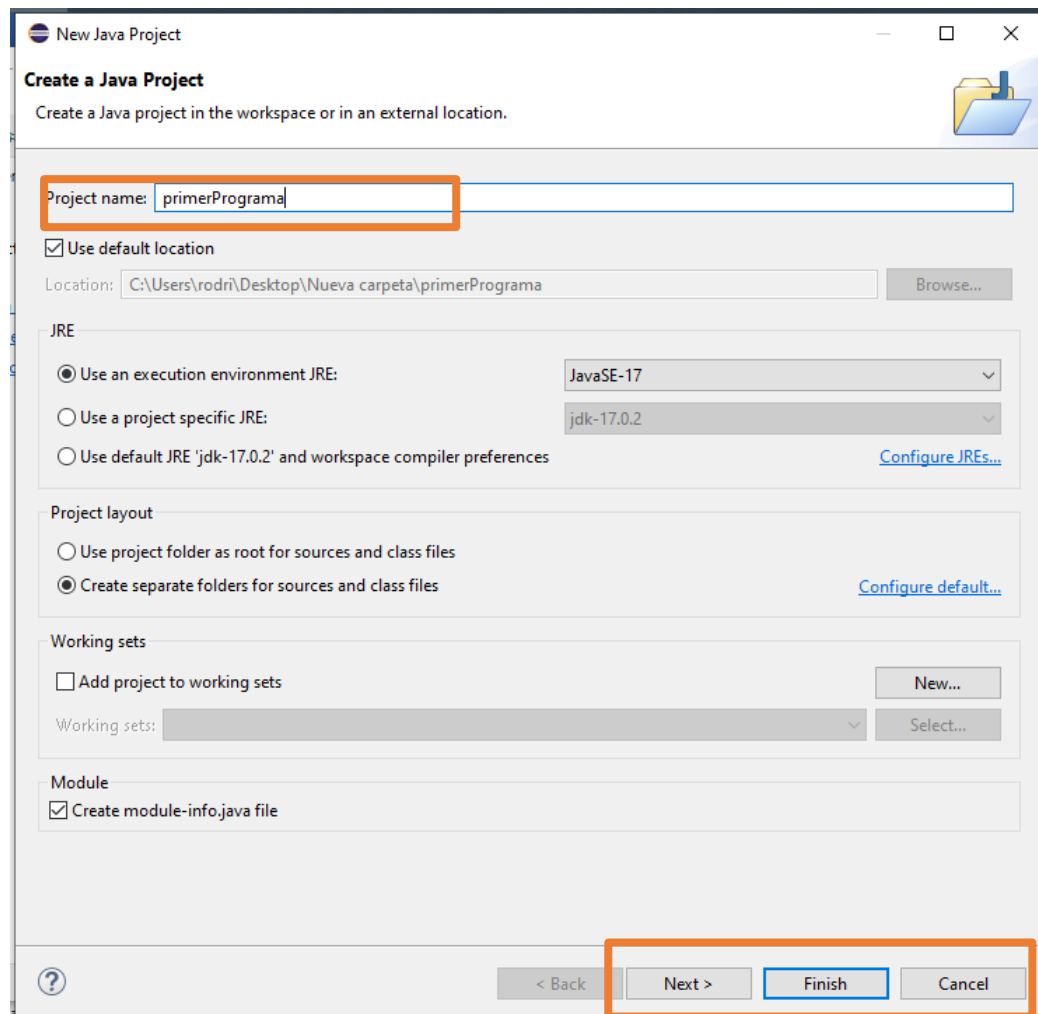 New Java Project
Create a Java Project
Create a Java project in the workspace or in an external location.
Project name: primerPrograma
Use default location
Location: C:\Users\rodri\Desktop\Nueva carpeta\primerPrograma Browse...
JRE
Use an execution environment JRE: JavaSE-17
Use a project specific JRE: jdk-17.0.2
Use default JRE 'jdk-17.0.2' and workspace compiler preferences Configure JREs...
Project layout
Use project folder as root for sources and class files
Create separate folders for sources and class files Configure default...
Working sets
Add project to working sets New...
Working sets: Select...
Module
Create module-info.java file
? < Back Next > Finish Cancel